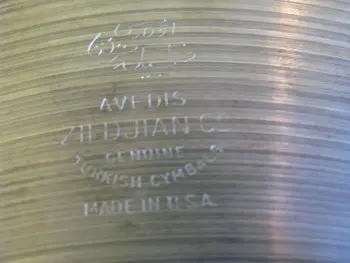 AVEDIS
ZILDJIAN CO
GENUINE
TURKISH CYMBALS
MADE IN U.S.A.